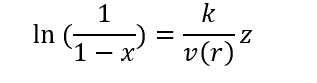 ln (1/(1 − x)) = k/v(r) z